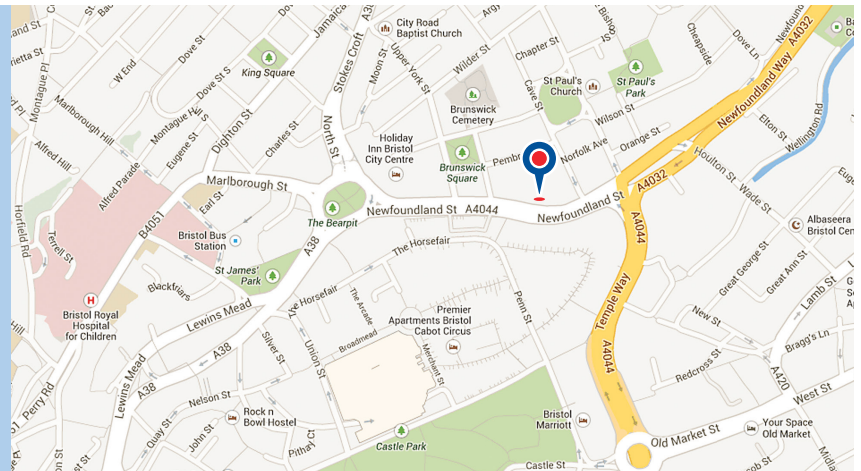 City Road
Baptist Church
Stokes Croft
Moon St
Upper York St
Wilder St
Chapter St
Cheapside
Dove Ln
Newfoundland Way
A4032
Montague Pl
W End
Dove St
Dove St S
King Square
Jamaica
St Paul's
Church
St Paul's
Park
Brunswick
Cemetery
Cave St
Wilson St
Marlborough Hill
Montague Hill S
Dighton St
Charles St
North St
Eugene St
Holiday
Inn Bristol
City Centre
Brunswick
Square
Norfolk Ave
Orange St
Elton St
Wellington Rd
Houlton St
Wade St
A4032
Alfred Hill
Alfred Parade
Marlborough St
Earl St
The Bearpit
Newfoundland St
A4044
Newfoundland St
A4044
Horfield Rd
Terrell St
B4051
Bristol Bus
Station
A38
The Horsefair
Great George St
Great Ann St
Albaseera
Bristol Cen
St James'
Park
Blackfriars
The Horsefair
The Arcade
Penn St
Temple Way
Lamb St
Bristol Royal
Hospital
for Children
Lewins Mead
Premier
Apartments Bristol
Cabot Circus
New St
Bragg's Ln
Silver St
Union St
Broadmead
Merchant St
A4044
Redcross St
A420
Perry Rd
Lewins Mead
A38
A38
Nelson St
West St
Quay St
John St
Rock n
Bowl Hostel
Pithay Ct
Castle Park
Bristol
Marriott
Old Market St
Your Space
Old Market
Castle St